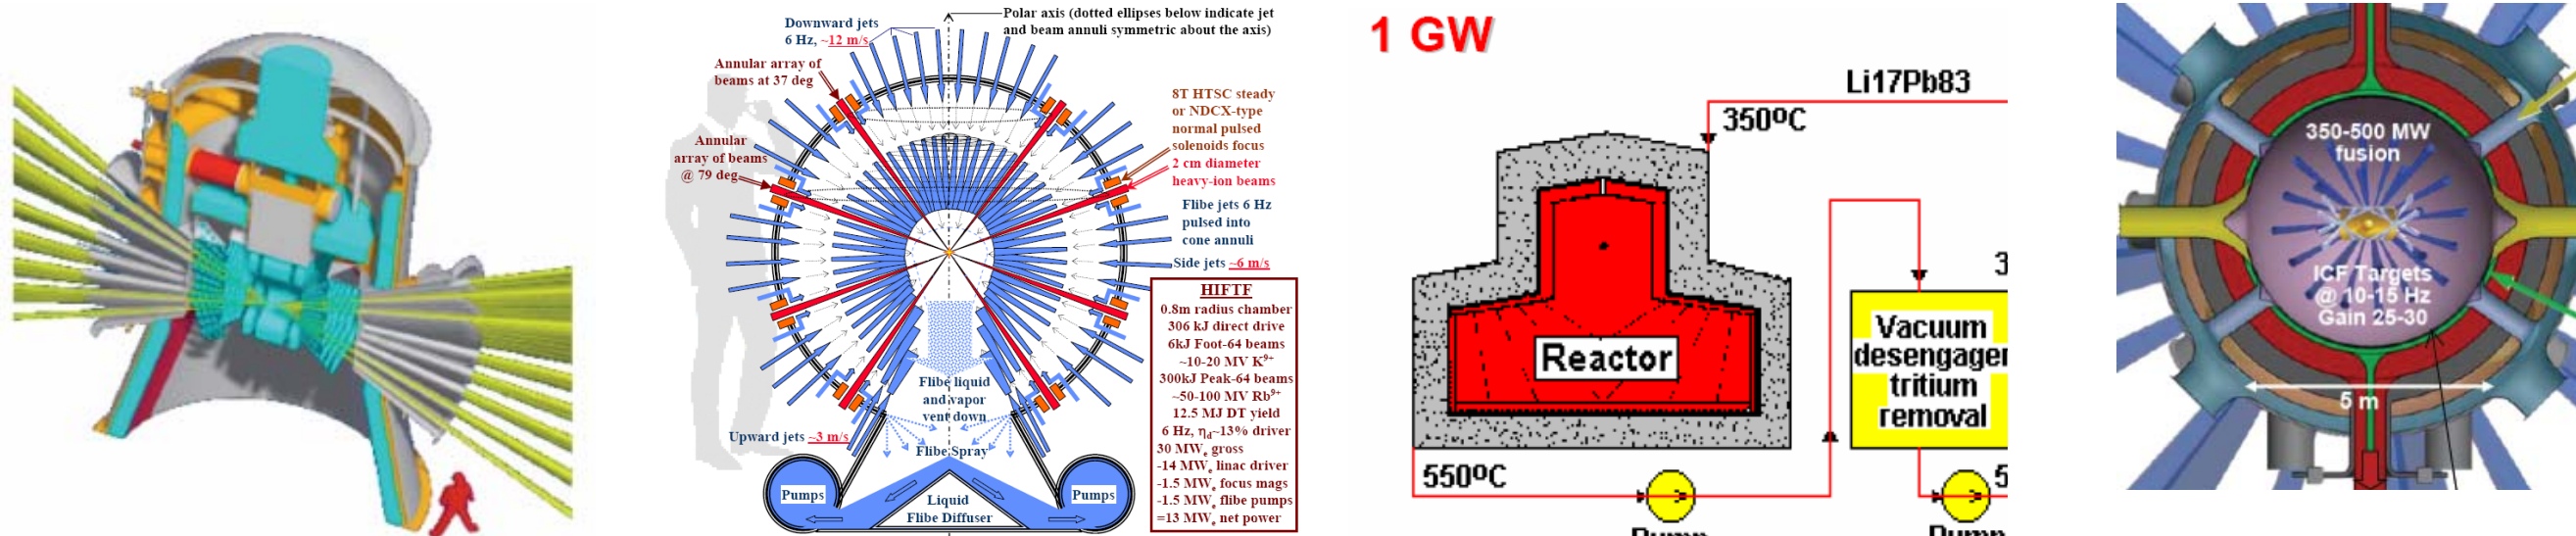 Downward jets
6 Hz, ~12 m/s
Polar axis (dotted ellipses below indicate jet
and beam annuli symmetric about the axis)
Annular array of
beams at 37 deg
Annular
array of beams
@ 79 deg
8T HTSC steady
or NDCX-type
normal pulsed
solenoids focus
2 cm diameter
heavy-ion beams
Flibe jets 6 Hz
pulsed into
cone annuli
Side jets ~6 m/s
HIFTF
0.8m radius chamber
306 kJ direct drive
6kJ Foot-64 beams
~10-20 MV K9+
300kJ Peak-64 beams
~50-100 MV Rb9+
12.5 MJ DT yield
6 Hz, ηd~13% driver
30 MWe gross
-14 MWe linac driver
-1.5 MWe focus mags
-1.5 MWe flibe pumps
=13 MWe net power
Flibe liquid
and vapor
vent down
Upward jets ~3 m/s
Flibe Spray
Pumps
Liquid
Flibe Diffuser
Pumps
1 GW
Li17Pb83
350ºC
Reactor
550ºC
3
Vacuum
desengager
tritium
removal
5
Pump
Pump
350-500 MW
fusion
ICF Targets
@ 10-15 Hz
Gain 25-30
5 m